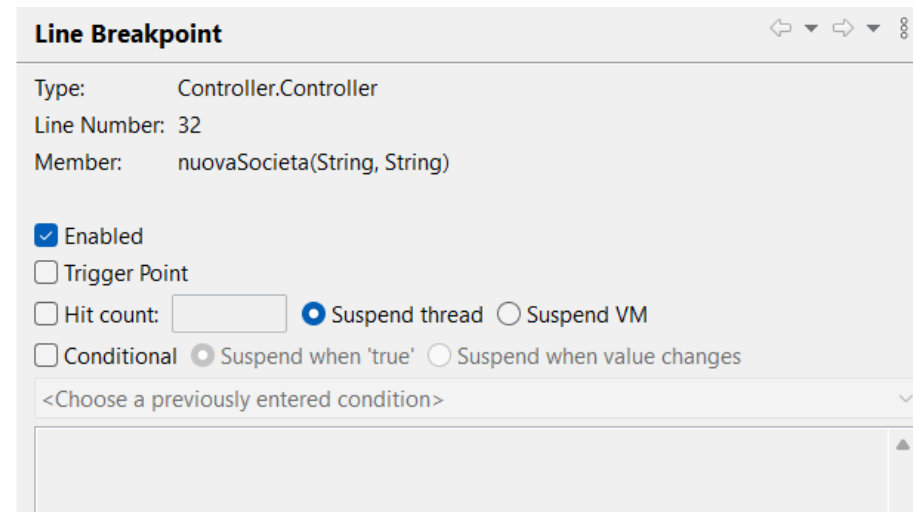 Line Breakpoint
Type: Controller.Controller
Line Number: 32
Member: nuovaSocieta(String, String)
Enabled
Trigger Point
Hit count: Suspend thread Suspend VM
Conditional Suspend when 'true' Suspend when value changes
<Choose a previously entered condition>